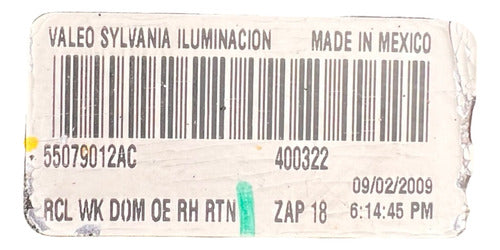 VALEO SYLVANIA ILUMINACION MADE IN MEXICO
55079012AC 400322
09/02/2009
RCL WK DOM OE RH RTN ZAP 18 6:14:45 PM